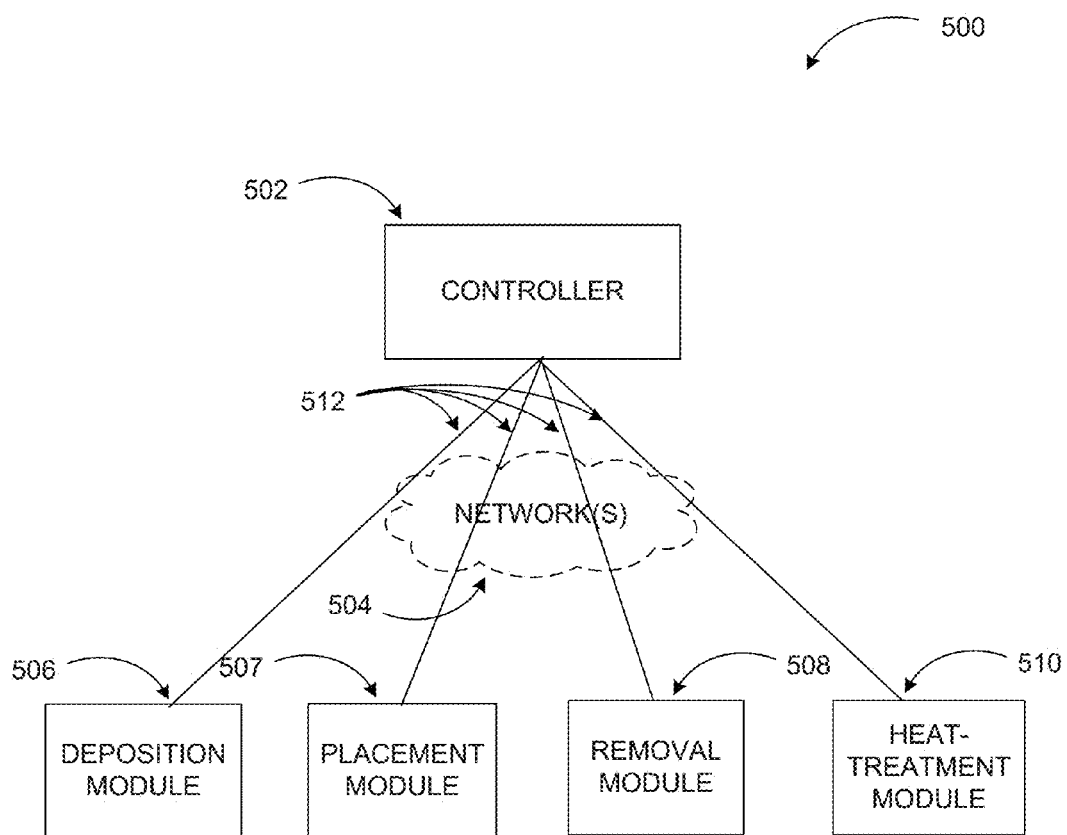 500
502
CONTROLLER
512
NETWORK(S)
504
506
507
508
510
DEPOSITION
MODULE
PLACEMENT
MODULE
REMOVAL
MODULE
HEAT-
TREATMENT
MODULE